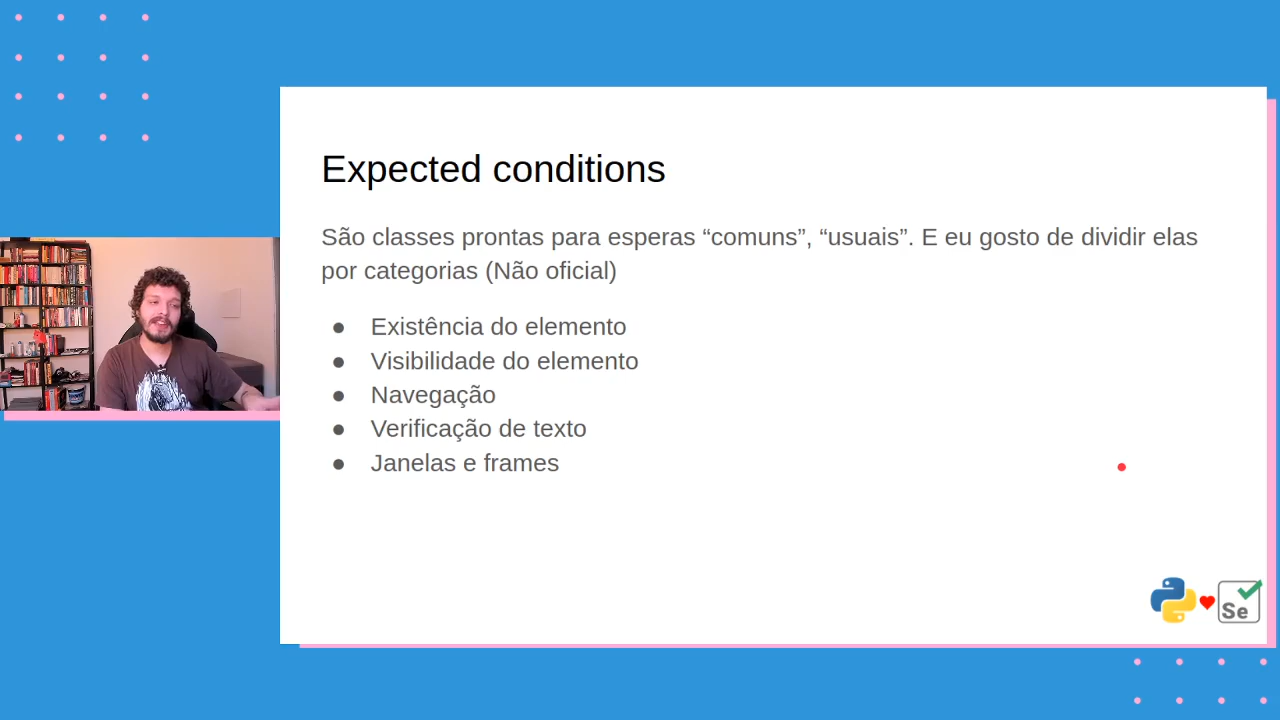 Expected conditions
São classes prontas para esperas “comuns”, “usuais”. E eu gosto de dividir elas
por categorias (Não oficial)
● Existência do elemento
● Visibilidade do elemento
● Navegação
● Verificação de texto
● Janelas e frames
Se